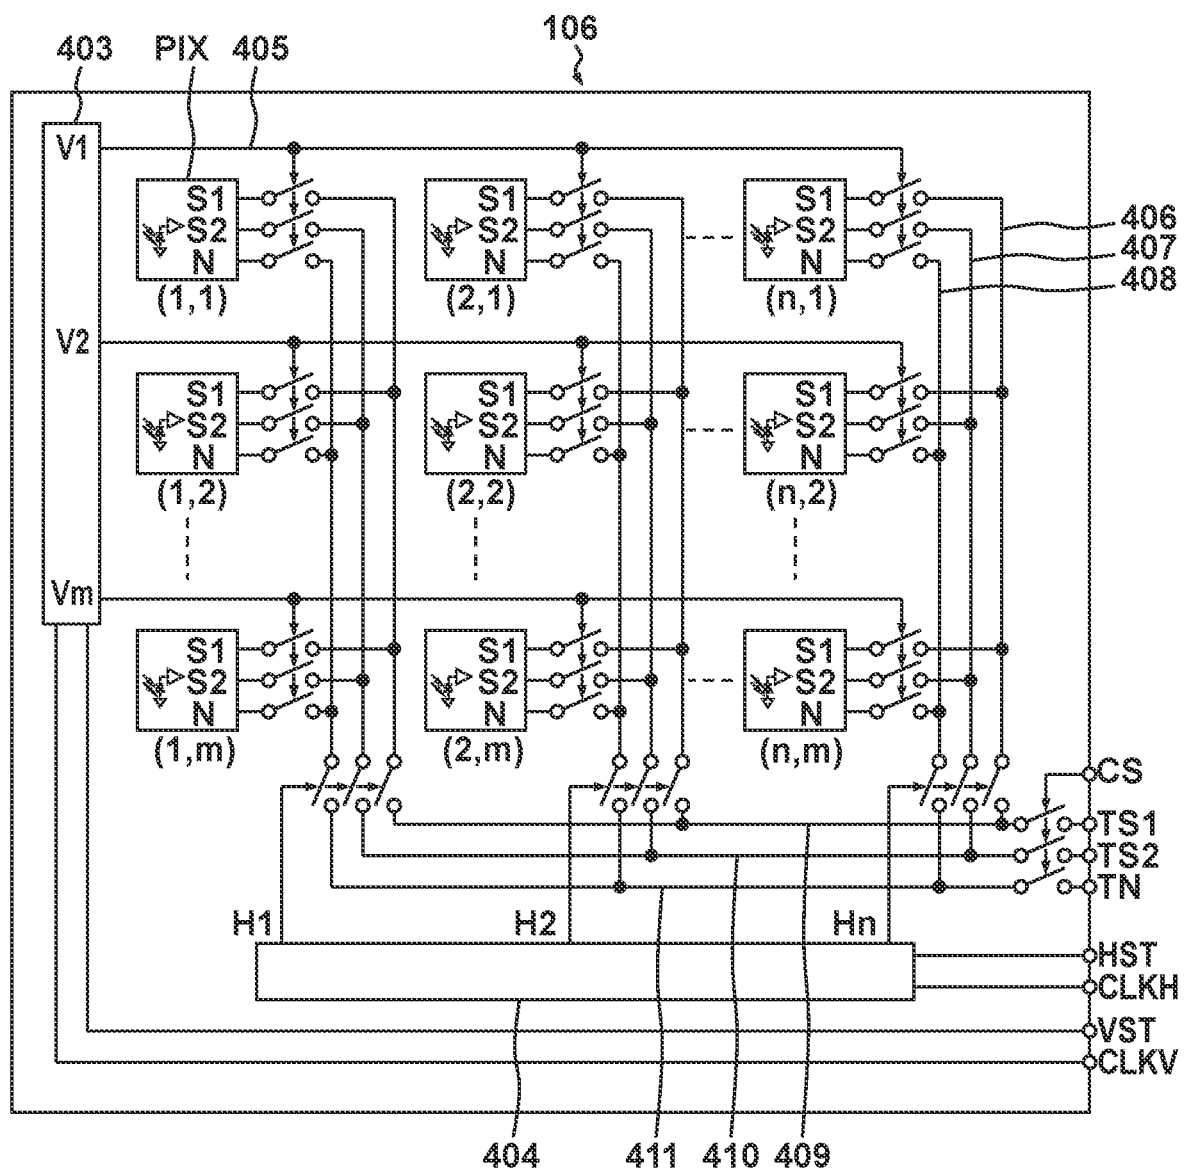 106
403 PIX 405
V1
S1 S1 S1
S2 S2 S2
N N N
406
407
408
(1,1) (2,1) (n,1)
V2
S1 S1 S1
S2 S2 S2
N N N
(1,2) (2,2) (n,2)
Vm
S1 S1 S1
S2 S2 S2
N N N
(1,m) (2,m) (n,m)
CS
TS1
TS2
TN
H1 H2 Hn
HST
CLKH
VST
CLKV
404 411 410 409